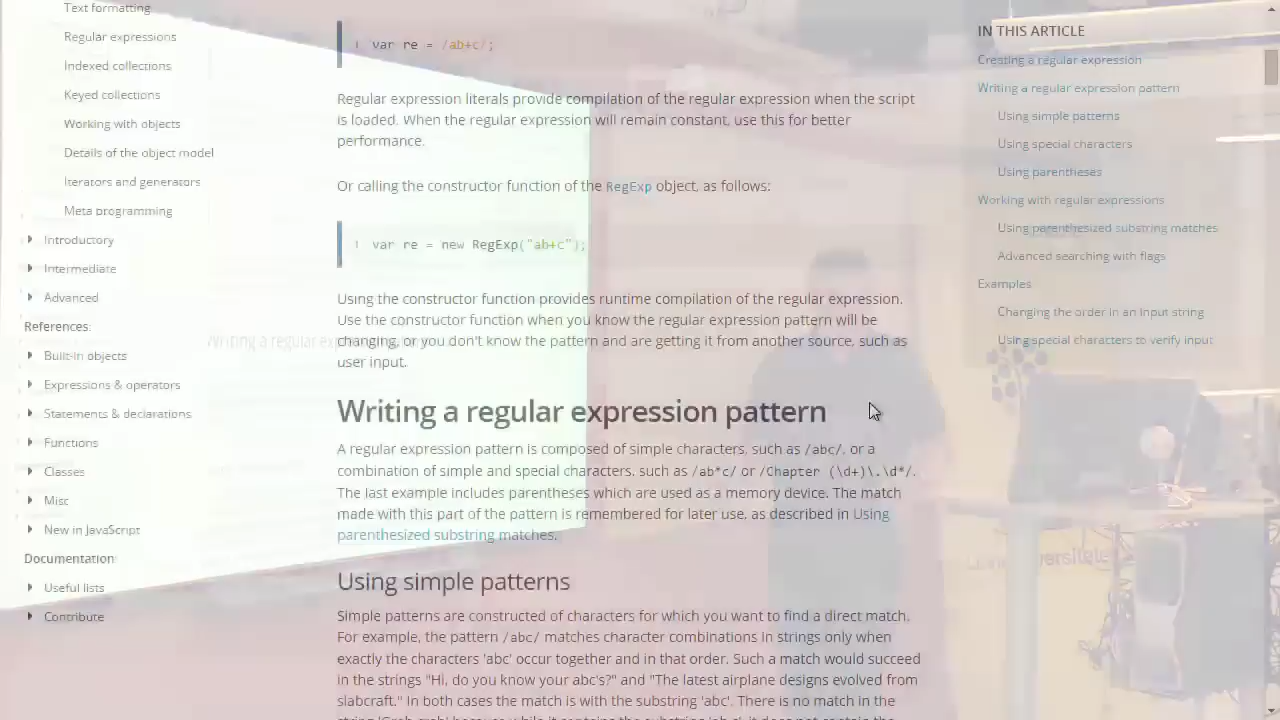 Text formatting
Regular expressions
Indexed collections
Keyed collections
Working with objects
Details of the object model
Iterators and generators
Meta programming
Introductory
Intermediate
Advanced
References:
Built-in objects
Expressions & operators
Statements & declarations
Functions
Classes
Misc
New in JavaScript
Documentation:
Useful lists
Contribute
1 var re = /ab+c/;
Regular expression literals provide compilation of the regular expression when the script
is loaded. When the regular expression will remain constant, use this for better
performance.
Or calling the constructor function of the RegExp object, as follows:
1 var re = new RegExp("ab+c");
Using the constructor function provides runtime compilation of the regular expression.
Use the constructor function when you know the regular expression pattern will be
changing, or you don't know the pattern and are getting it from another source, such as
user input.
Writing a regular expression pattern
A regular expression pattern is composed of simple characters, such as /abc/, or a
combination of simple and special characters, such as /ab*c/ or /Chapter (\d+)\.\d*/.
The last example includes parentheses which are used as a memory device. The match
made with this part of the pattern is remembered for later use, as described in Using
parenthesized substring matches.
Using simple patterns
Simple patterns are constructed of characters for which you want to find a direct match.
For example, the pattern /abc/ matches character combinations in strings only when
exactly the characters 'abc' occur together and in that order. Such a match would succeed
in the strings "Hi, do you know your abc's?" and "The latest airplane designs evolved from
slabcraft." In both cases the match is with the substring 'abc'. There is no match in the
IN THIS ARTICLE
Creating a regular expression
Writing a regular expression pattern
Using simple patterns
Using special characters
Using parentheses
Working with regular expressions
Using parenthesized substring matches
Advanced searching with flags
Examples
Changing the order in an input string
Using special characters to verify input
Writing a regular